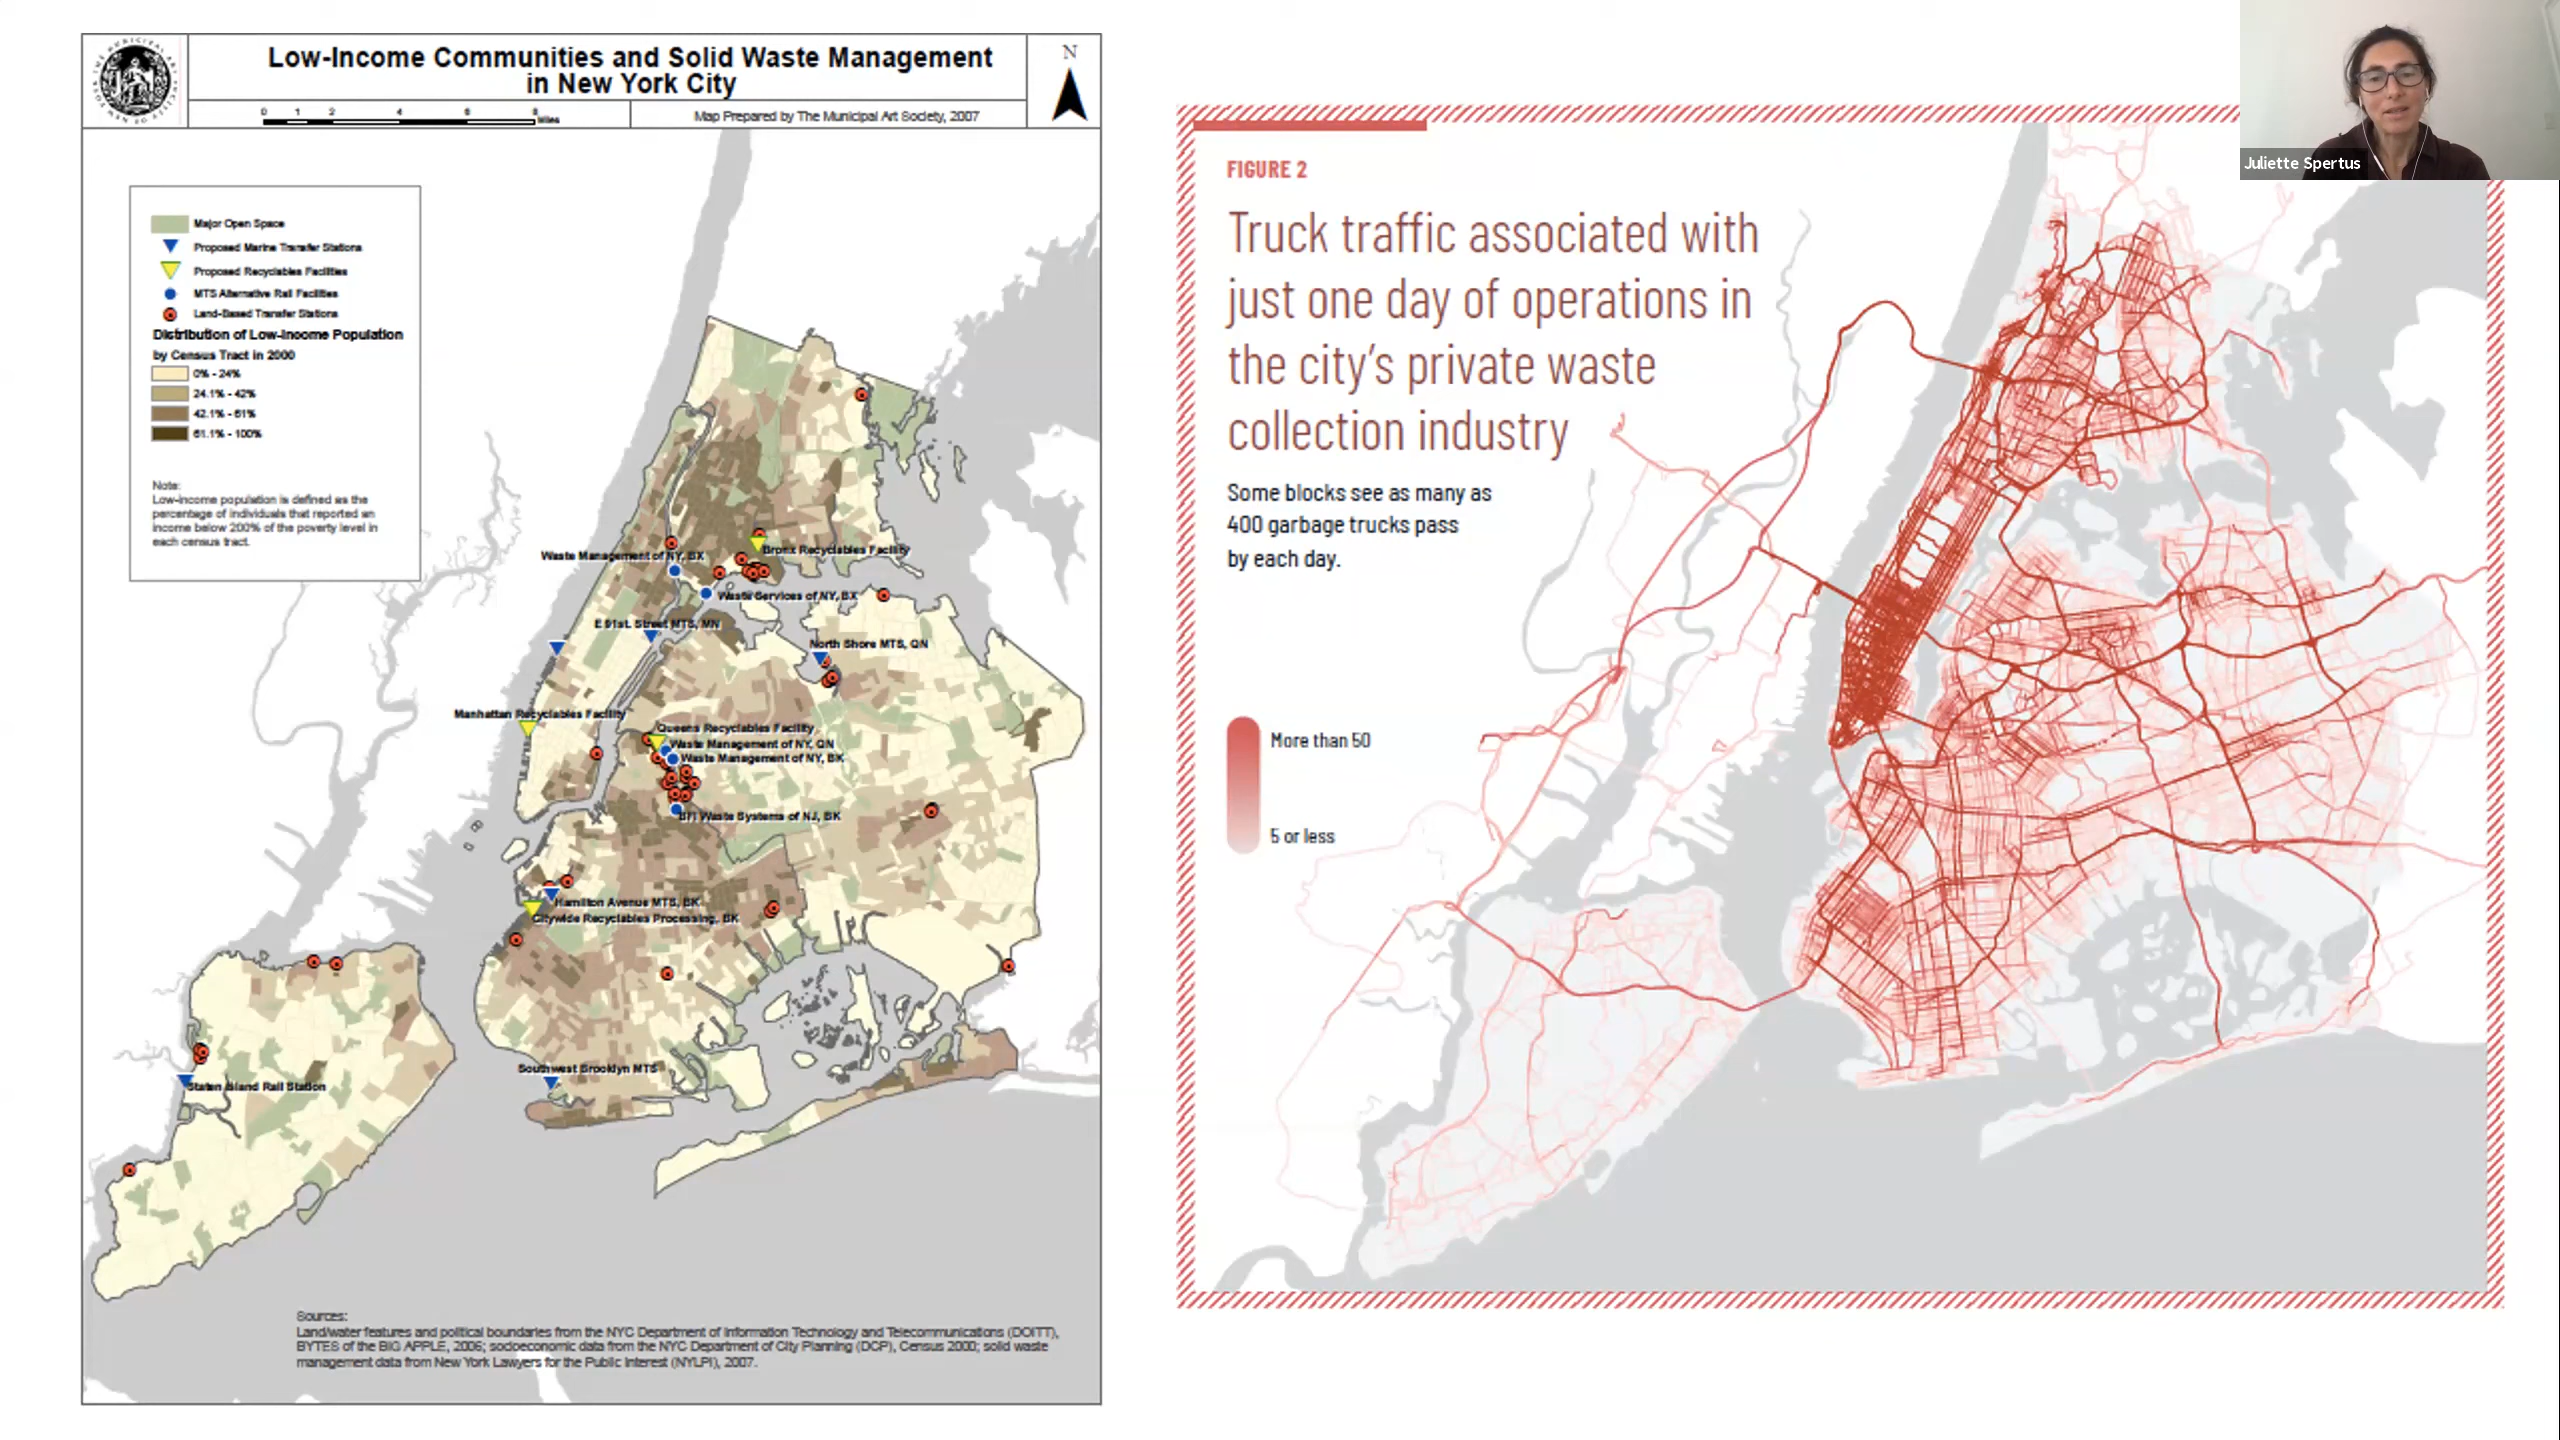 Low-Income Communities and Solid Waste Management
in New York City
0 1 2 4 6 8
Miles
Map Prepared by The Municipal Art Society, 2007
N
Major Open Space
Proposed Marine Transfer Stations
Proposed Recyclables Facilities
MTS Alternative Rail Facilities
Land-Based Transfer Stations
Distribution of Low-Income Population
by Census Tract in 2000
0% - 24%
24.1% - 42%
42.1% - 61%
61.1% - 100%
Note:
Low-income population is defined as the
percentage of individuals that reported an
income below 200% of the poverty level in
each census tract.
Waste Management of NY, BX
Bronx Recyclables Facility
Waste Services of NY, BX
E 91st. Street MTS, MN
North Shore MTS, QN
Manhattan Recyclables Facility
Queens Recyclables Facility
Waste Management of NY, QN
Waste Management of NY, BK
BFI Waste Systems of NJ, BK
Hamilton Avenue MTS, BK
Citywide Recyclables Processing, BK
Southwest Brooklyn MTS
Staten Island Rail Station
Sources:
Land/water features and political boundaries from the NYC Department of Information Technology and Telecommunications (DOITT),
BYTES of the BIG APPLE, 2006; socioeconomic data from the NYC Department of City Planning (DCP), Census 2000; solid waste
management data from New York Lawyers for the Public Interest (NYLPI), 2007.
FIGURE 2
Truck traffic associated with
just one day of operations in
the city's private waste
collection industry
Some blocks see as many as
400 garbage trucks pass
by each day.
More than 50
5 or less
Juliette Spertus